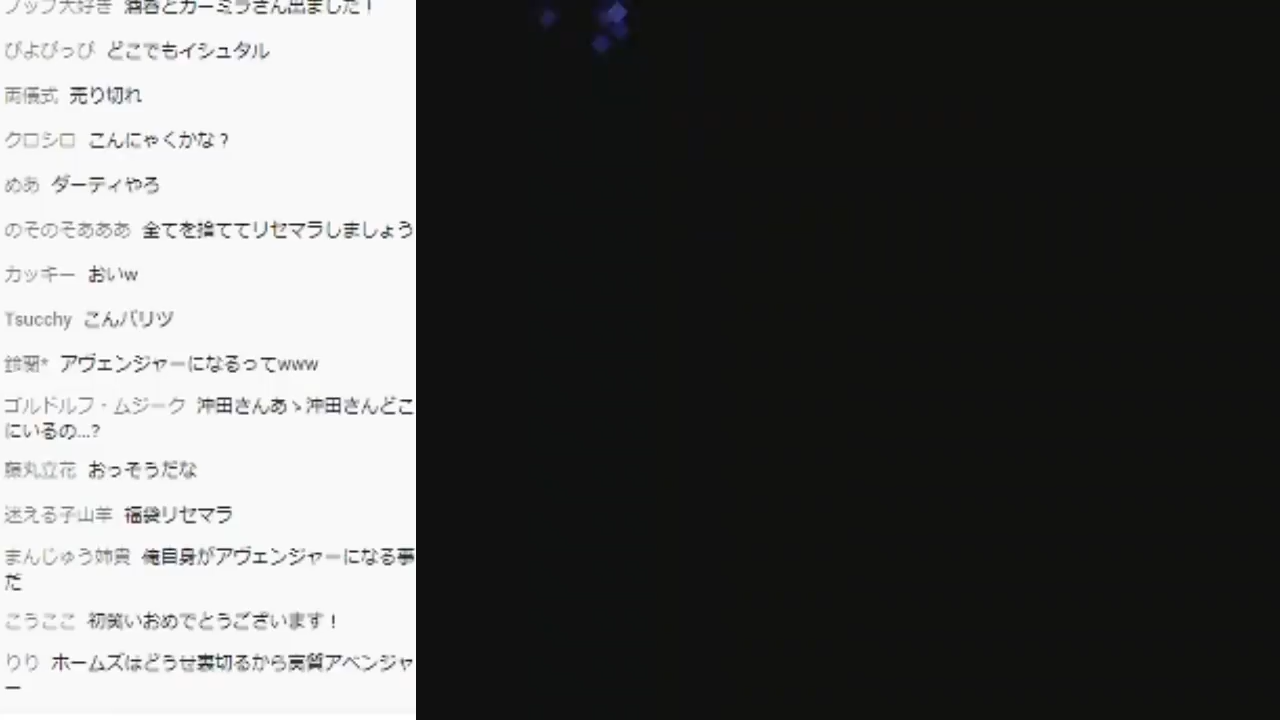 ノッブ大好き 酒呑とカーミラさん出ました！
ぴよぴっぴ どこでもイシュタル
両儀式 売り切れ
クロシロ こんにゃくかな？
めあ ダーティやろ
のそのそあああ 全てを捨ててリセマラしましょう
カッキー おいw
Tsucchy こんバリツ
鈴蘭* アヴェンジャーになるってwww
ゴルドルフ・ムジーク 沖田さんあゝ沖田さんどこ
にいるの...?
藤丸立花 おっそうだな
迷える子山羊 福袋リセマラ
まんじゅう姉貴 俺自身がアヴェンジャーになる事
だ
こうここ 初笑いおめでとうございます！
りり ホームズはどうせ裏切るから実質アベンジャ
ー